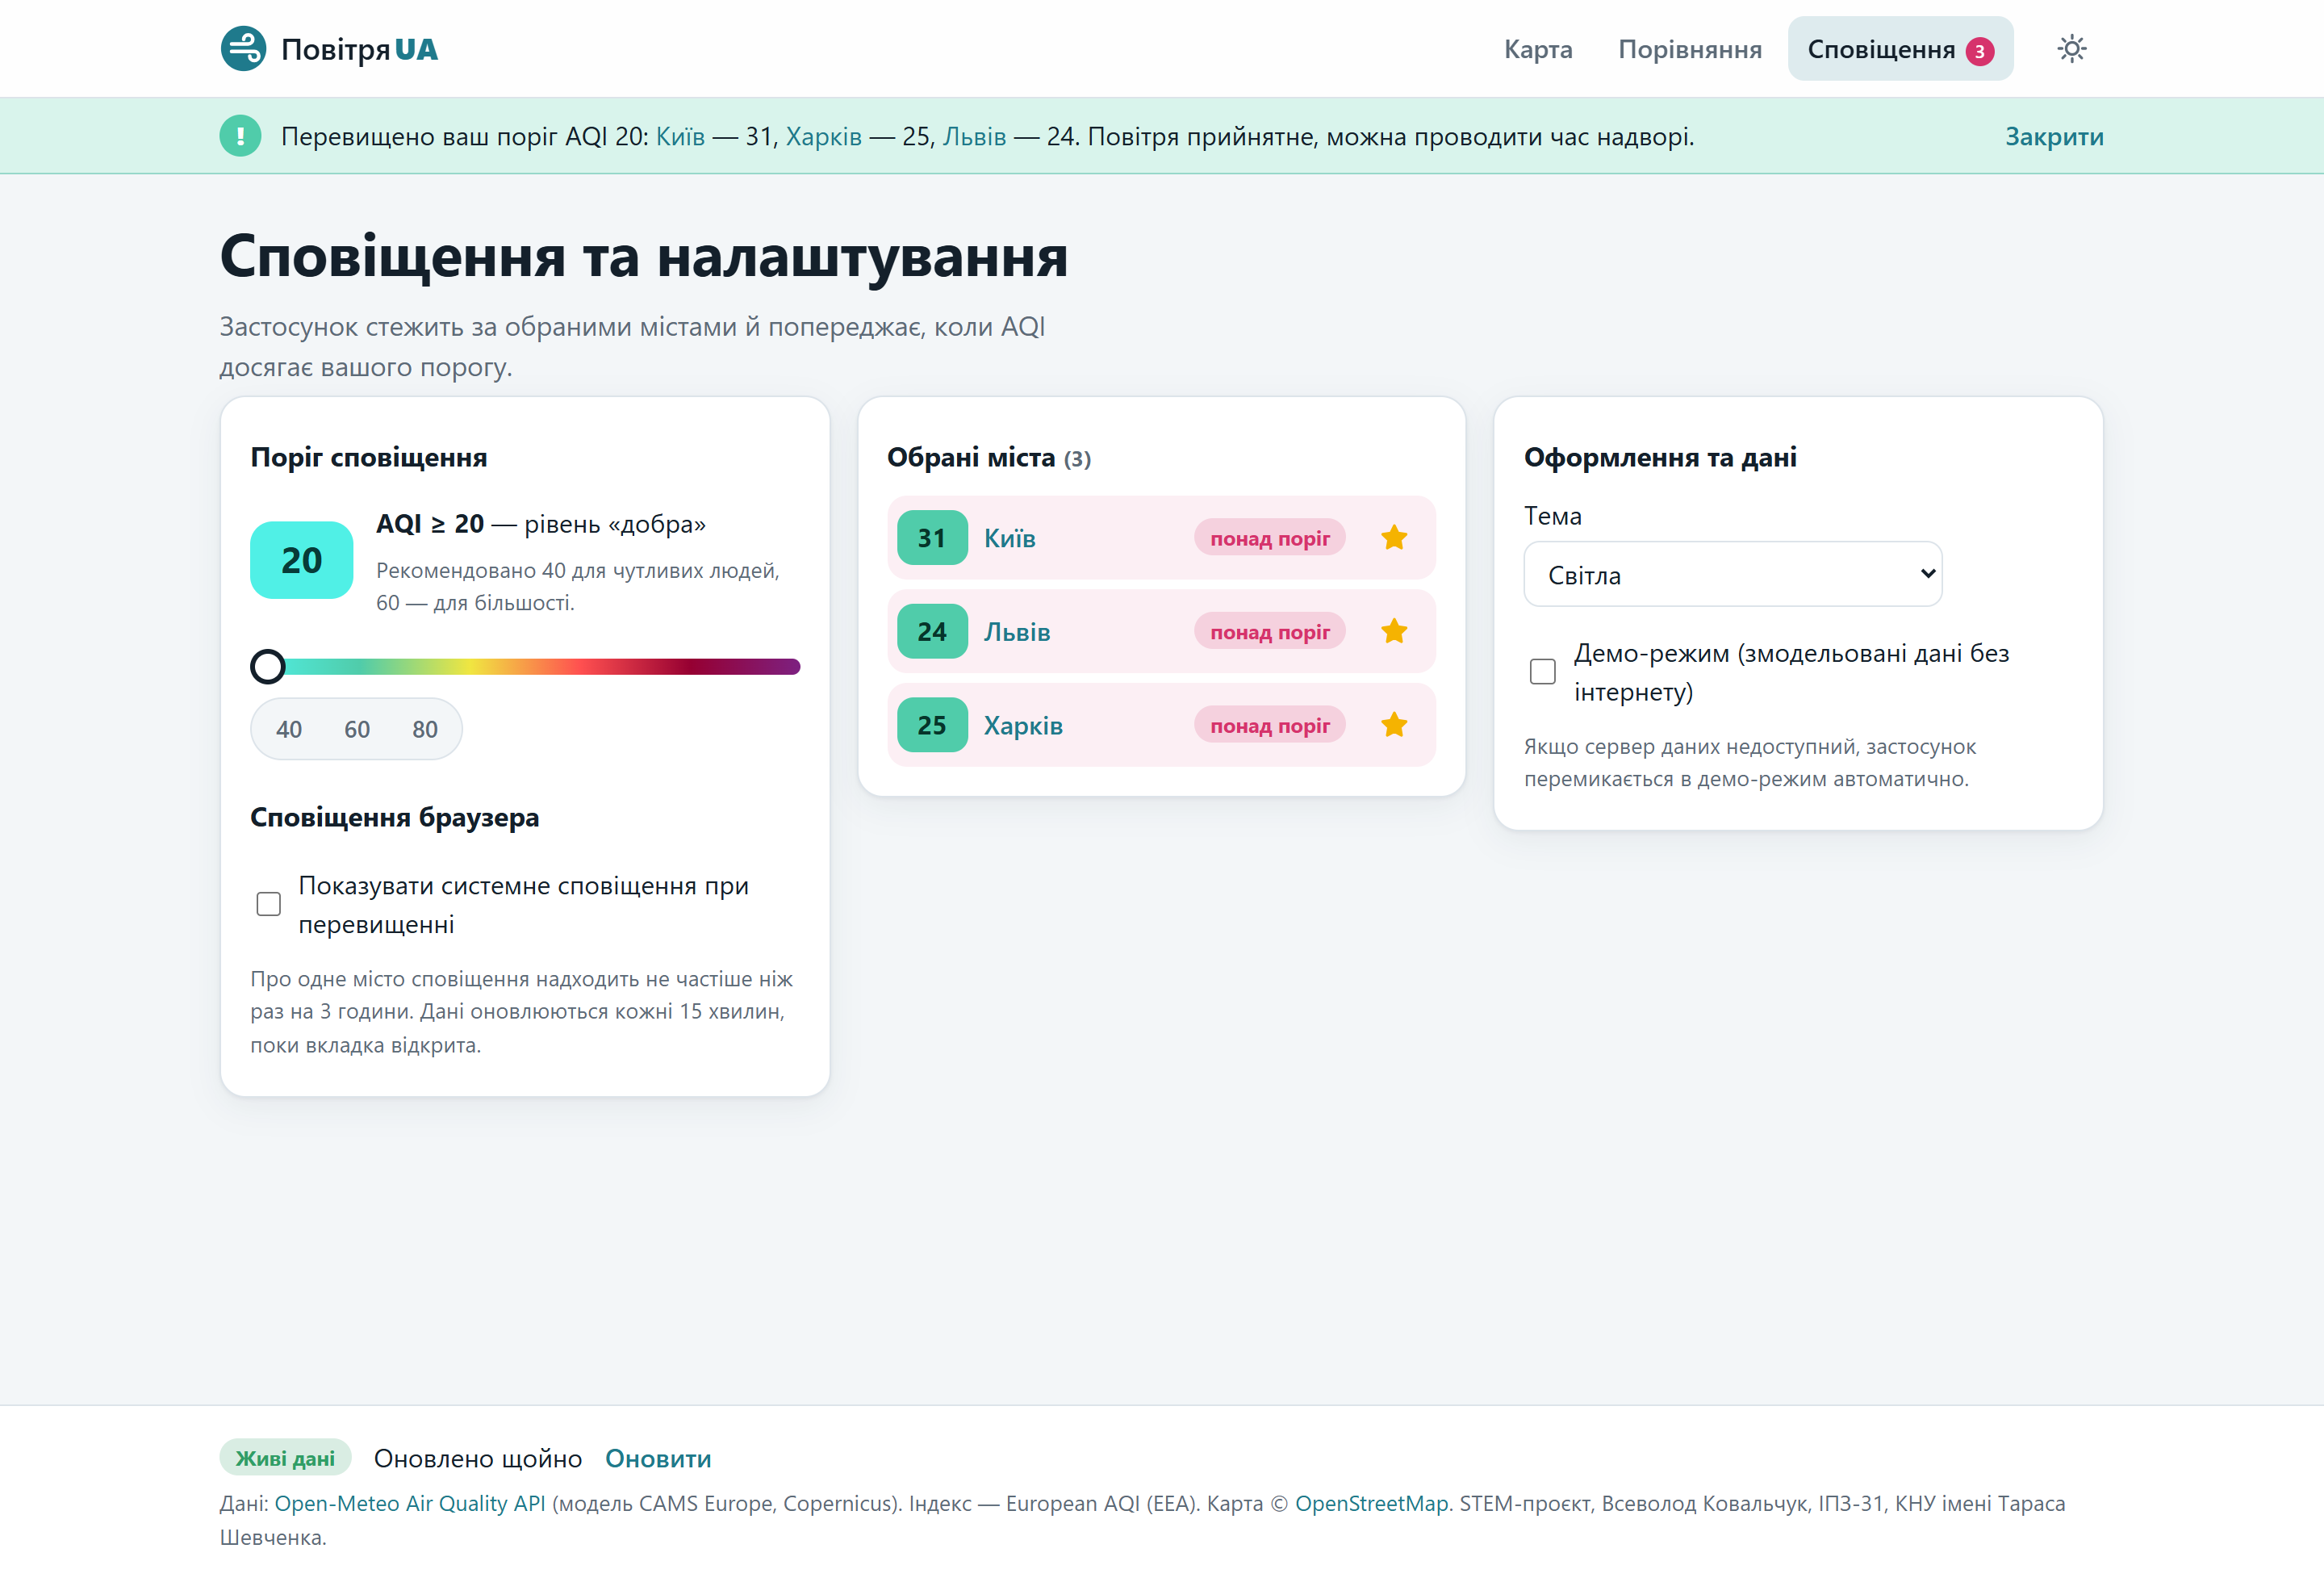 ПовітряUA
Карта
Порівняння
Сповіщення 3
! Перевищено ваш поріг AQI 20: Київ — 31, Харків — 25, Львів — 24. Повітря прийнятне, можна проводити час надворі.
Закрити
Сповіщення та налаштування
Застосунок стежить за обраними містами й попереджає, коли AQI
досягає вашого порогу.
Поріг сповіщення
20
AQI ≥ 20 — рівень «добра»
Рекомендовано 40 для чутливих людей,
60 — для більшості.
40 60 80
Сповіщення браузера
Показувати системне сповіщення при
перевищенні
Про одне місто сповіщення надходить не частіше ніж
раз на 3 години. Дані оновлюються кожні 15 хвилин,
поки вкладка відкрита.
Обрані міста (3)
31 Київ понад поріг
24 Львів понад поріг
25 Харків понад поріг
Оформлення та дані
Тема
Світла
Демо-режим (змодельовані дані без
інтернету)
Якщо сервер даних недоступний, застосунок
перемикається в демо-режим автоматично.
Живі дані Оновлено щойно Оновити
Дані: Open-Meteo Air Quality API (модель CAMS Europe, Copernicus). Індекс — European AQI (EEA). Карта © OpenStreetMap. STEM-проєкт, Всеволод Ковальчук, ІПЗ-31, КНУ імені Тараса
Шевченка.